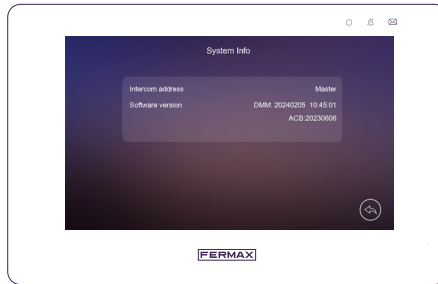 System Info
Intercom address Master
Software version DMM: 20240205 10:45:01
ACB:20230606
FERMAX